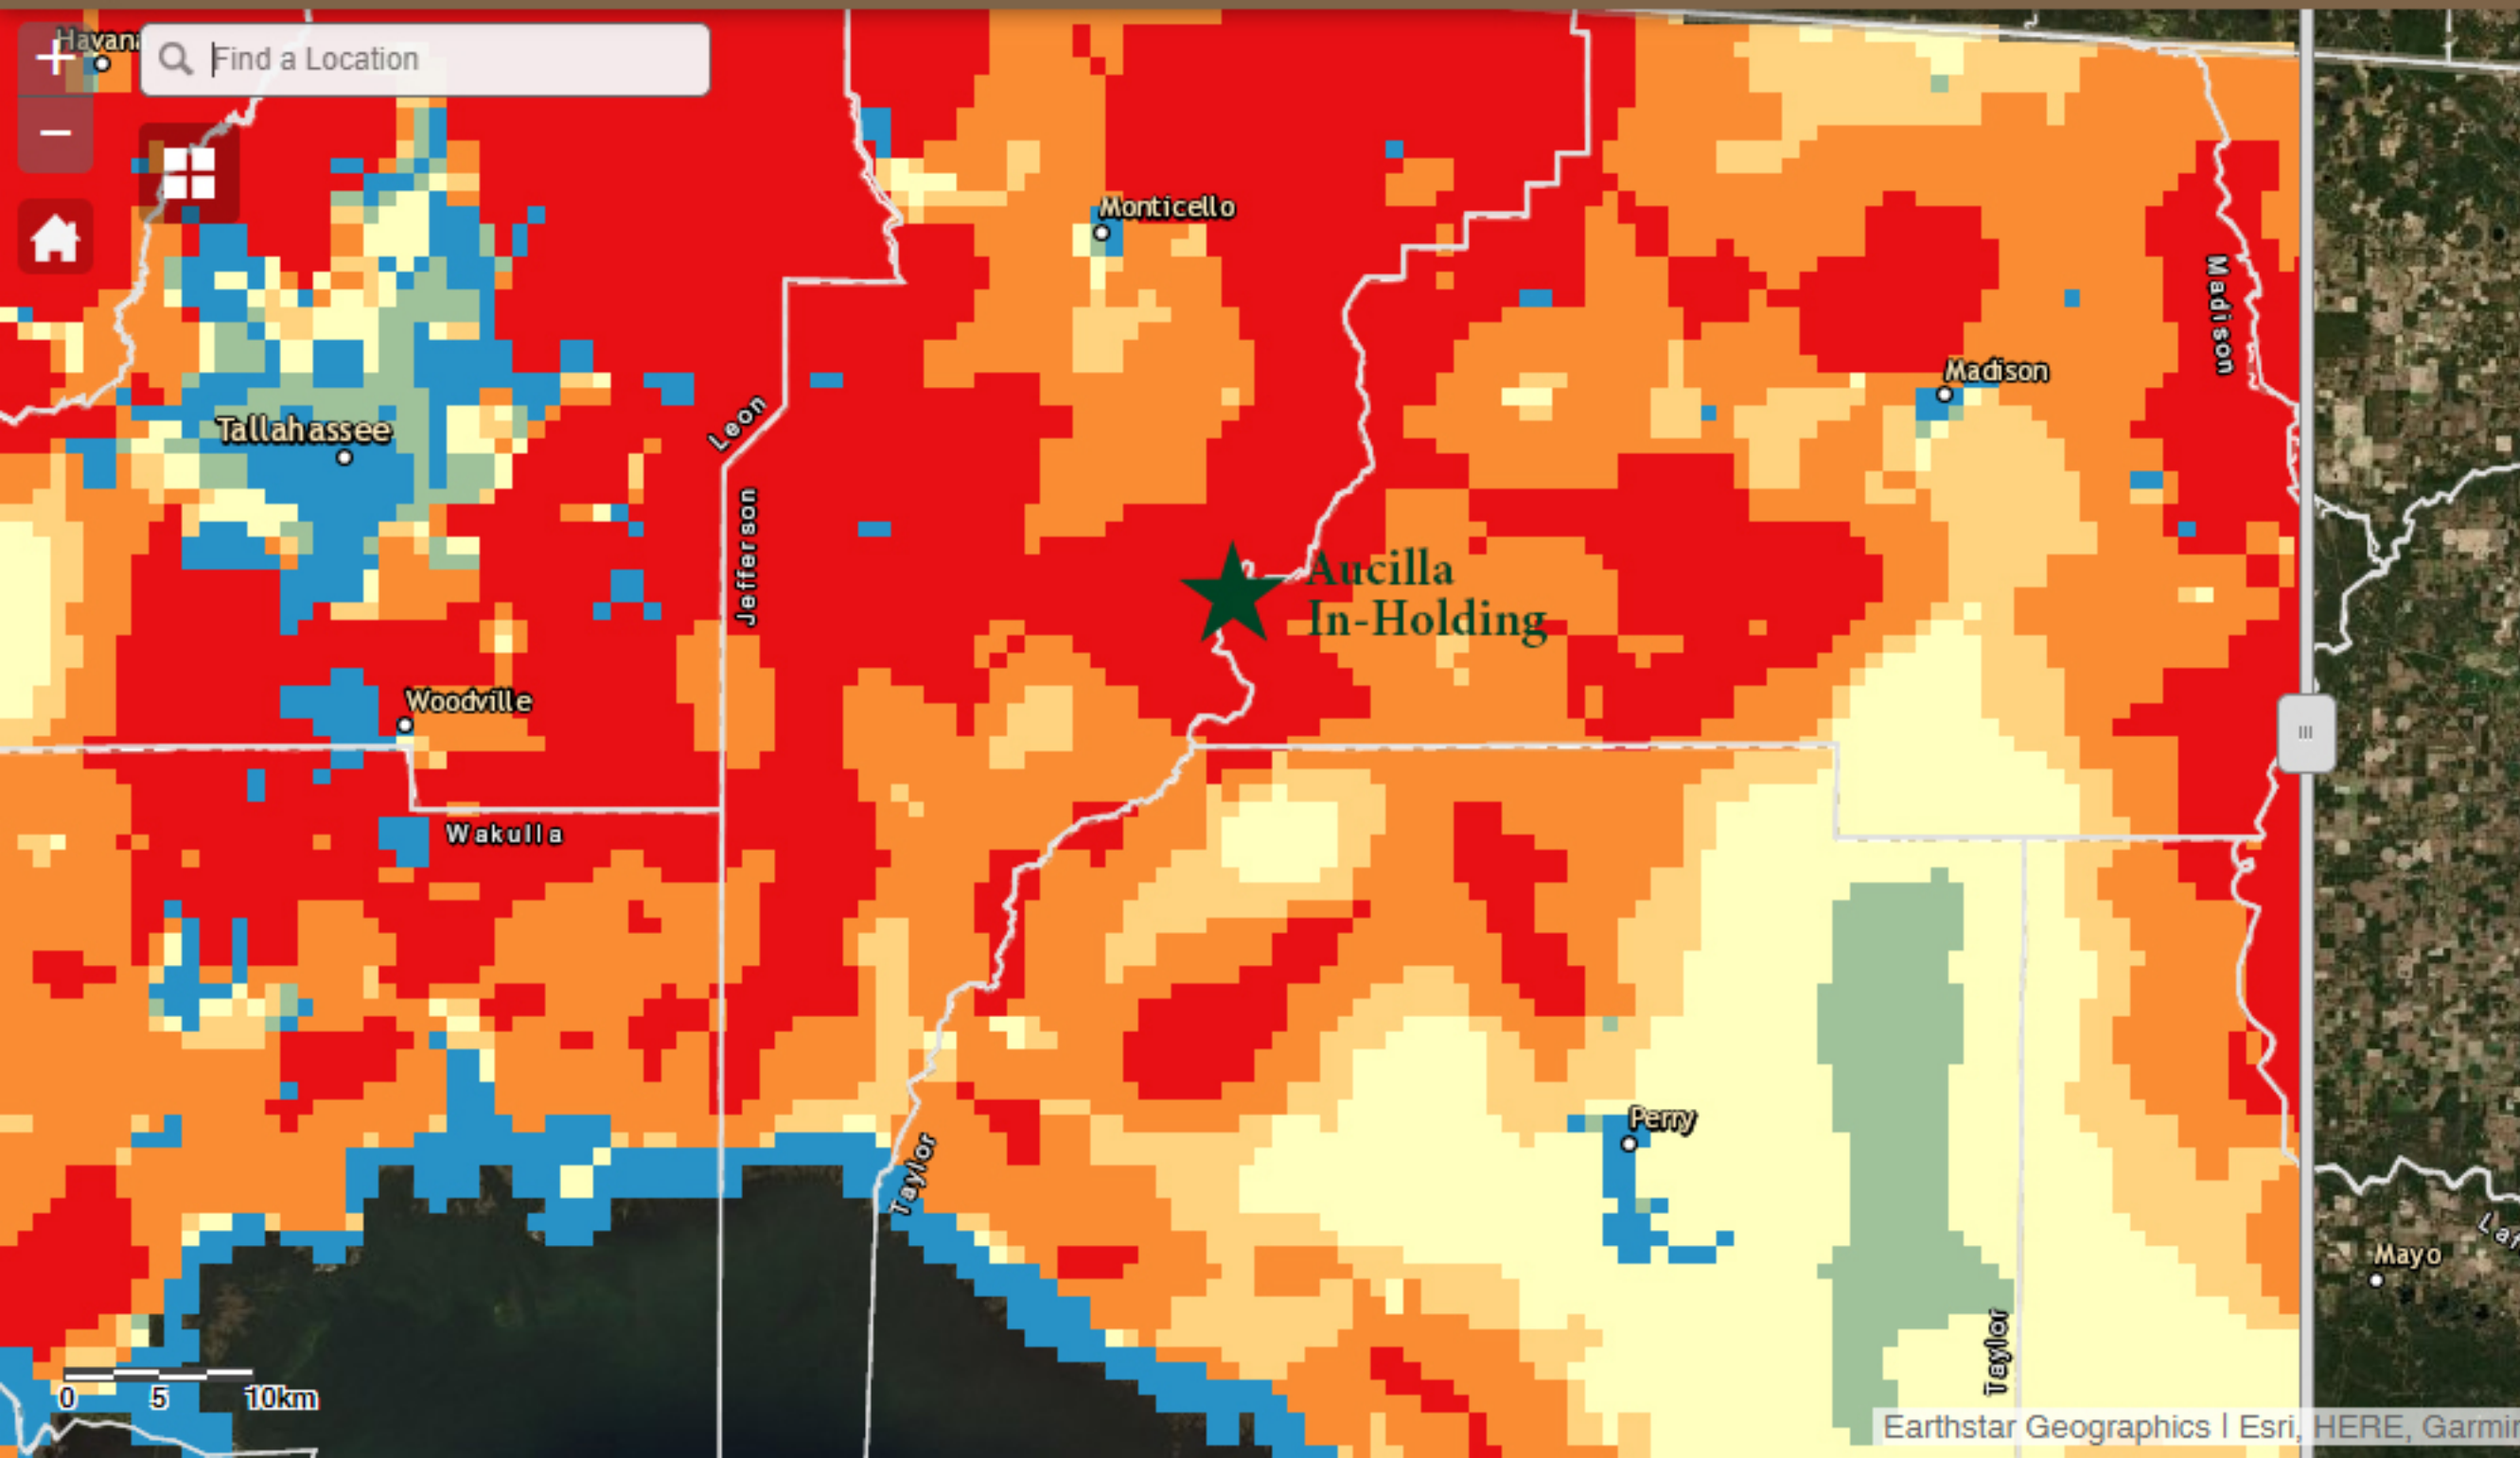 Havana
Find a Location
Monticello
Madison
Madison
Tallahassee
Leon
Jefferson
Aucilla
In-Holding
Woodville
Wakulla
Perry
Taylor
Mayo
Taylor
0 5 10km
Earthstar Geographics | Esri, HERE, Garmin